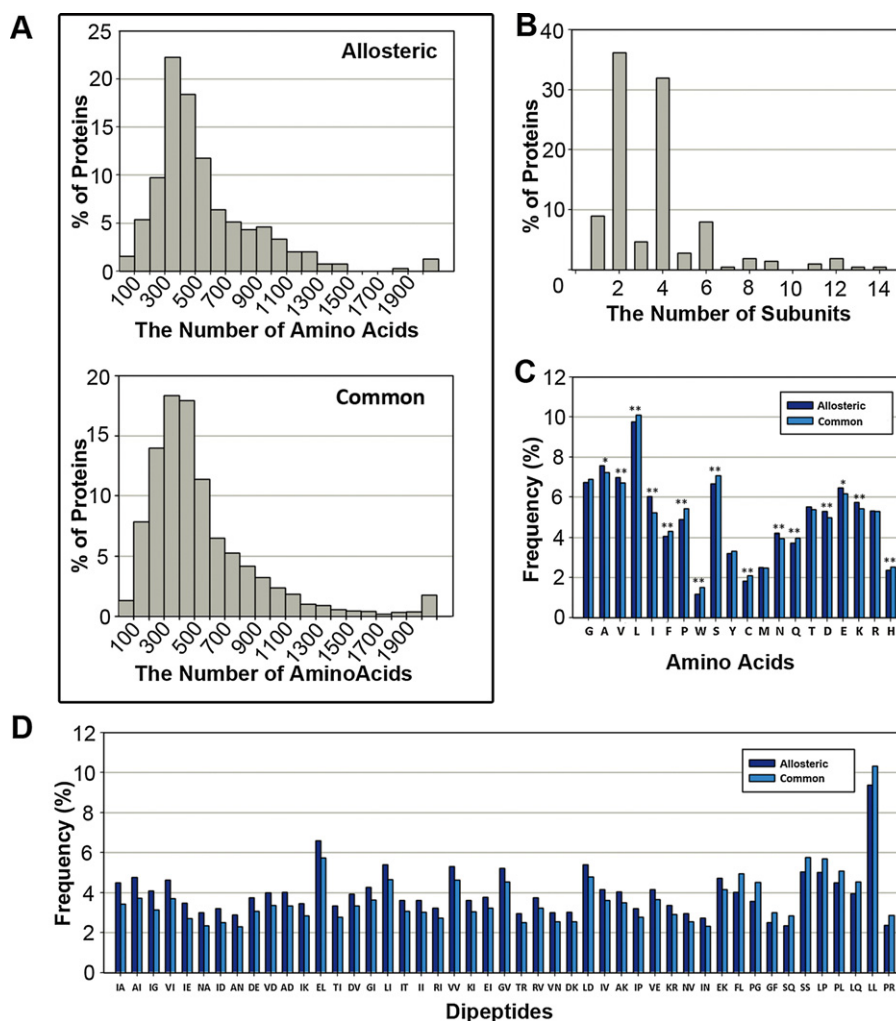 A
Allosteric
25
20
15
10
5
0
% of Proteins
100 300 500 700 900 1100 1300 1500 1700 1900
The Number of Amino Acids
Common
20
15
10
5
0
% of Proteins
100 300 500 700 900 1100 1300 1500 1700 1900
The Number of AminoAcids
B
40
30
20
10
0
% of Proteins
2 4 6 8 10 12 14
The Number of Subunits
C
12
10
8
6
4
2
0
Frequency (%)
Allosteric
Common
* ** ** ** ** ** ** ** ** ** ** ** * ** **
G A V L I F P W S Y C M N Q T D E K R H
Amino Acids
D
12
10
8
6
4
2
0
Frequency (%)
Allosteric
Common
IA AI IG VI IE NA ID AN DE VD AD IK EL TI DV GI LI IT II RI VV KI EI GV TR RV VN DK LD IV AK IP VE KR NV IN EK FL PG GF SQ SS LP PL LQ LL PR
Dipeptides